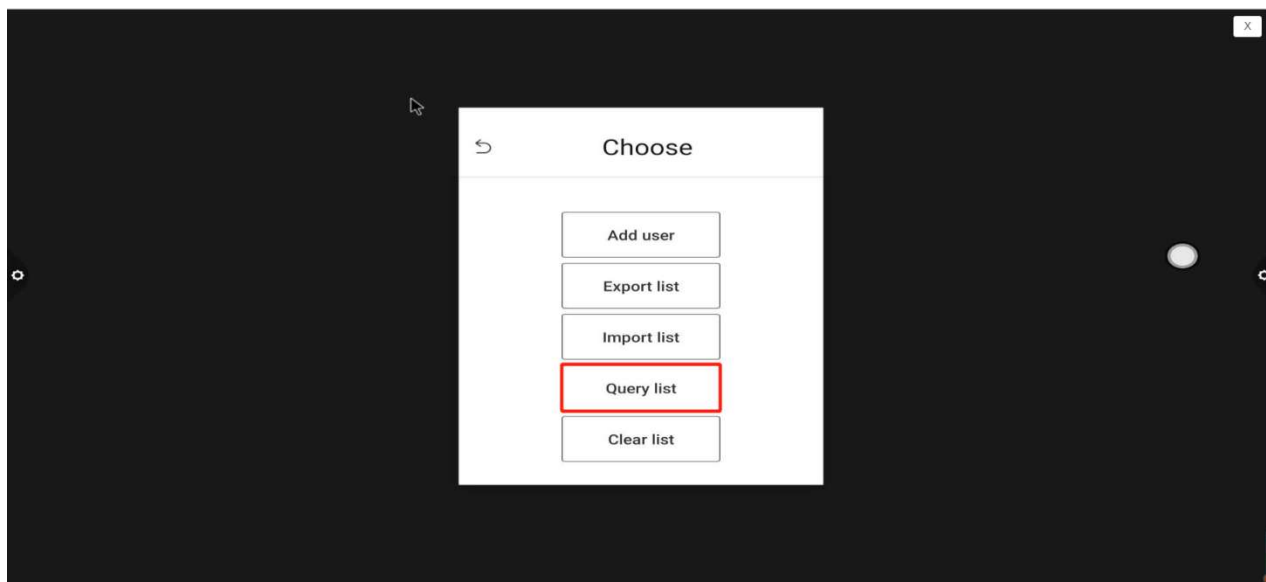 X
Choose
Add user
Export list
Import list
Query list
Clear list